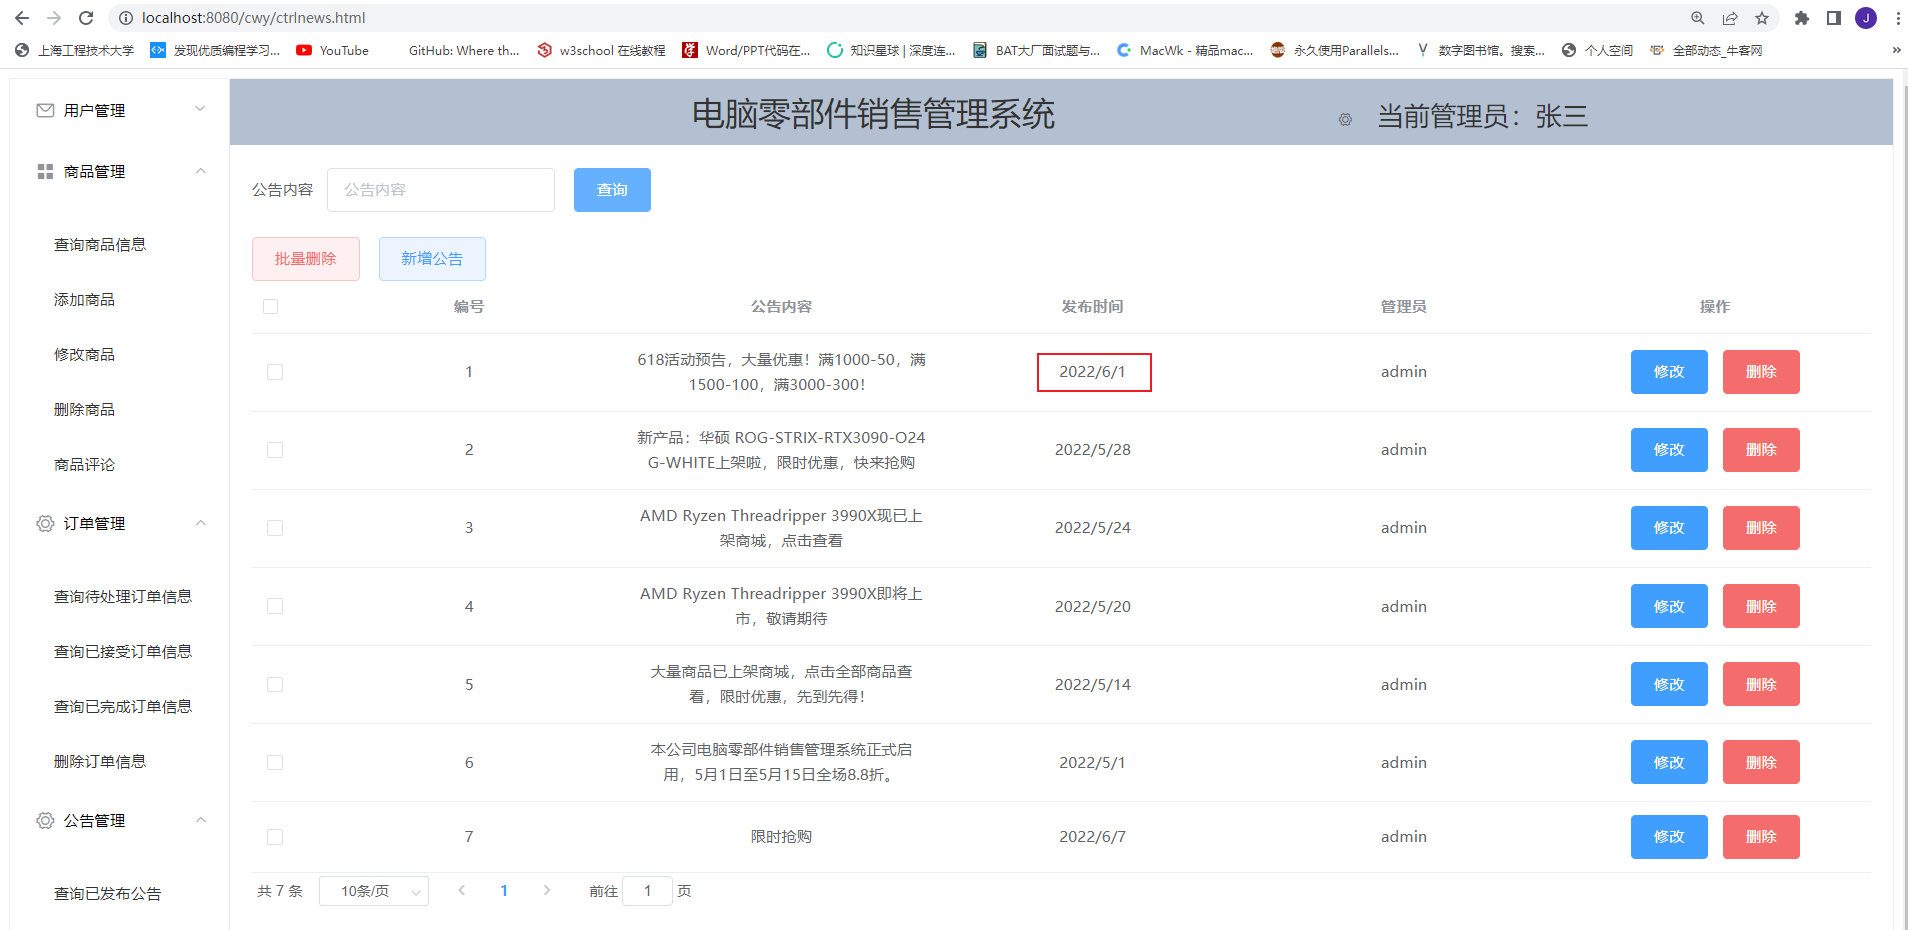 localhost:8080/cwy/ctrlnews.html
J
上海工程技术大学
发现优质编程学习...
YouTube
GitHub: Where th...
w3school 在线教程
Word/PPT代码在...
知识星球 | 深度连...
BAT大厂面试题与...
MacWk - 精品mac...
永久使用Parallels...
数字图书馆。搜索...
个人空间
全部动态_牛客网
»
用户管理
商品管理
查询商品信息
添加商品
修改商品
删除商品
商品评论
订单管理
查询待处理订单信息
查询已接受订单信息
查询已完成订单信息
删除订单信息
公告管理
查询已发布公告
电脑零部件销售管理系统
当前管理员：张三
公告内容
公告内容
查询
批量删除
新增公告
编号 公告内容 发布时间 管理员 操作
1
618活动预告，大量优惠！满1000-50，满
1500-100，满3000-300！
2022/6/1
admin
修改
删除
2
新产品：华硕 ROG-STRIX-RTX3090-O24
G-WHITE上架啦，限时优惠，快来抢购
2022/5/28
admin
修改
删除
3
AMD Ryzen Threadripper 3990X现已上
架商城，点击查看
2022/5/24
admin
修改
删除
4
AMD Ryzen Threadripper 3990X即将上
市，敬请期待
2022/5/20
admin
修改
删除
5
大量商品已上架商城，点击全部商品查
看，限时优惠，先到先得！
2022/5/14
admin
修改
删除
6
本公司电脑零部件销售管理系统正式启
用，5月1日至5月15日全场8.8折。
2022/5/1
admin
修改
删除
7
限时抢购
2022/6/7
admin
修改
删除
共 7 条
10条/页
1
前往 1 页